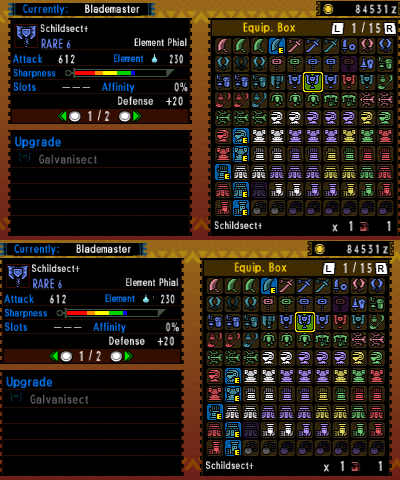 Currently: Blademaster
84531z
Schildsect+
RARE 6
Element Phial
Attack 612 Element 230
Sharpness
Slots --- Affinity 0%
Defense +20
1/2
Upgrade
Galvanisect
Equip. Box L 1/15 R
E
E
E
E
E
E
Schildsect+ x 1 1
Currently: Blademaster
84531z
Schildsect+
RARE 6
Element Phial
Attack 612 Element 230
Sharpness
Slots --- Affinity 0%
Defense +20
1/2
Upgrade
Galvanisect
Equip. Box L 1/15 R
E
E
E
E
E
E
Schildsect+ x 1 1